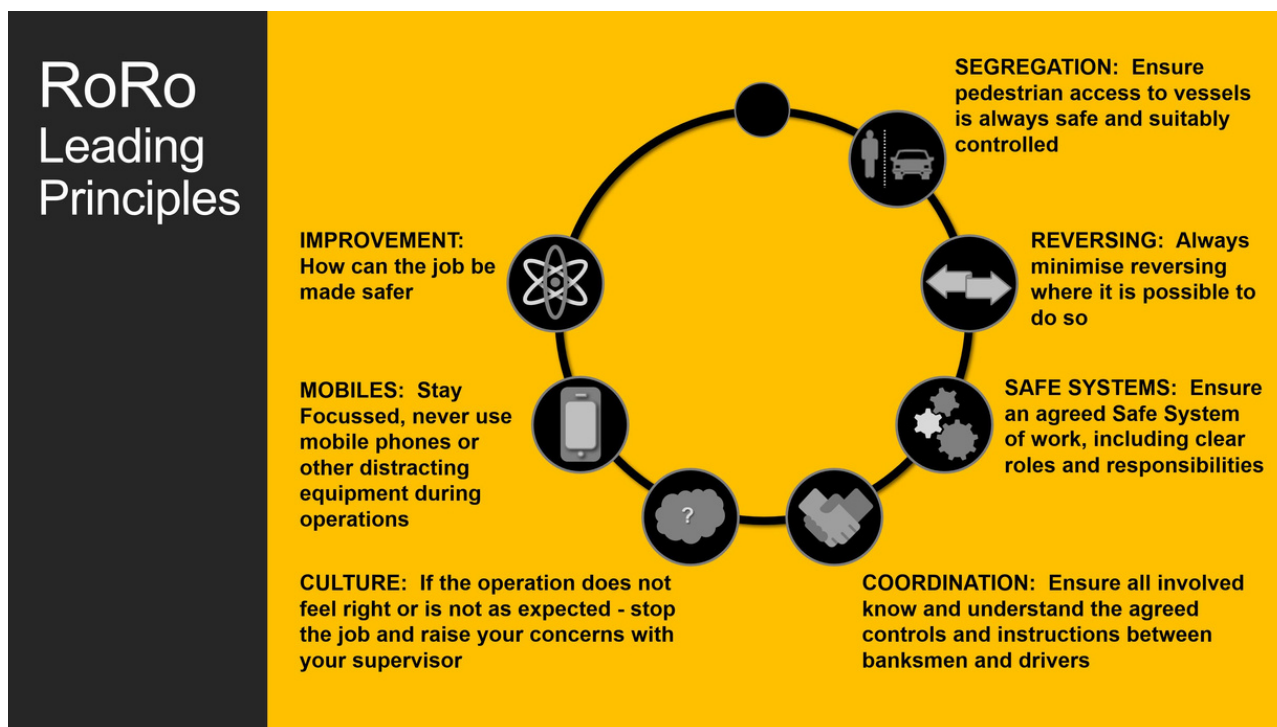 RoRo
Leading
Principles
SEGREGATION: Ensure
pedestrian access to vessels
is always safe and suitably
controlled
REVERSING: Always
minimise reversing
where it is possible to
do so
SAFE SYSTEMS: Ensure
an agreed Safe System
of work, including clear
roles and responsibilities
COORDINATION: Ensure all involved
know and understand the agreed
controls and instructions between
banksmen and drivers
CULTURE: If the operation does not
feel right or is not as expected - stop
the job and raise your concerns with
your supervisor
?
MOBILES: Stay
Focussed, never use
mobile phones or
other distracting
equipment during
operations
IMPROVEMENT:
How can the job be
made safer